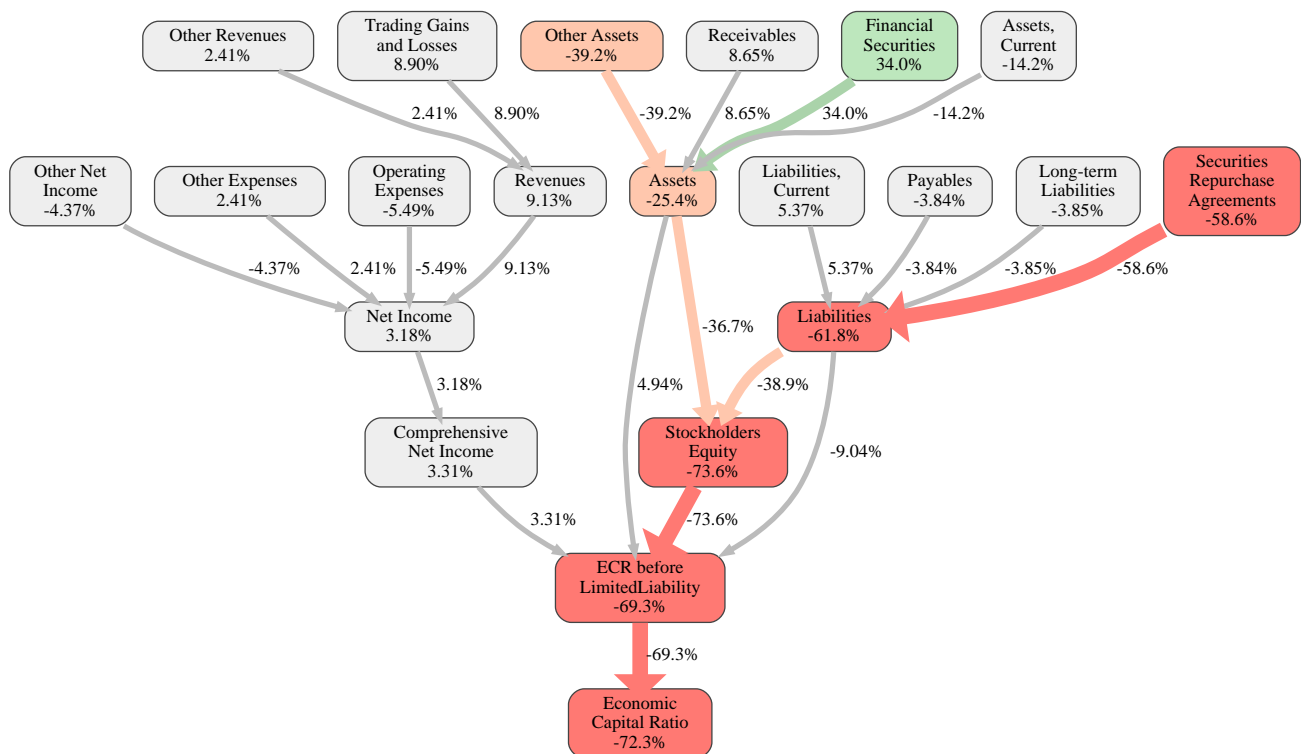 Other Revenues
2.41%
Trading Gains
and Losses
8.90%
Other Assets
-39.2%
Receivables
8.65%
Financial
Securities
34.0%
Assets,
Current
-14.2%
2.41%
8.90%
-39.2%
8.65%
34.0%
-14.2%
Other Net
Income
-4.37%
Other Expenses
2.41%
Operating
Expenses
-5.49%
Revenues
9.13%
Assets
-25.4%
Liabilities,
Current
5.37%
Payables
-3.84%
Long-term
Liabilities
-3.85%
Securities
Repurchase
Agreements
-58.6%
-4.37%
2.41%
-5.49%
9.13%
5.37%
-3.84%
-3.85%
-58.6%
Net Income
3.18%
Liabilities
-61.8%
-36.7%
3.18%
4.94%
-38.9%
Comprehensive
Net Income
3.31%
Stockholders
Equity
-73.6%
-9.04%
3.31%
-73.6%
ECR before
LimitedLiability
-69.3%
-69.3%
Economic
Capital Ratio
-72.3%